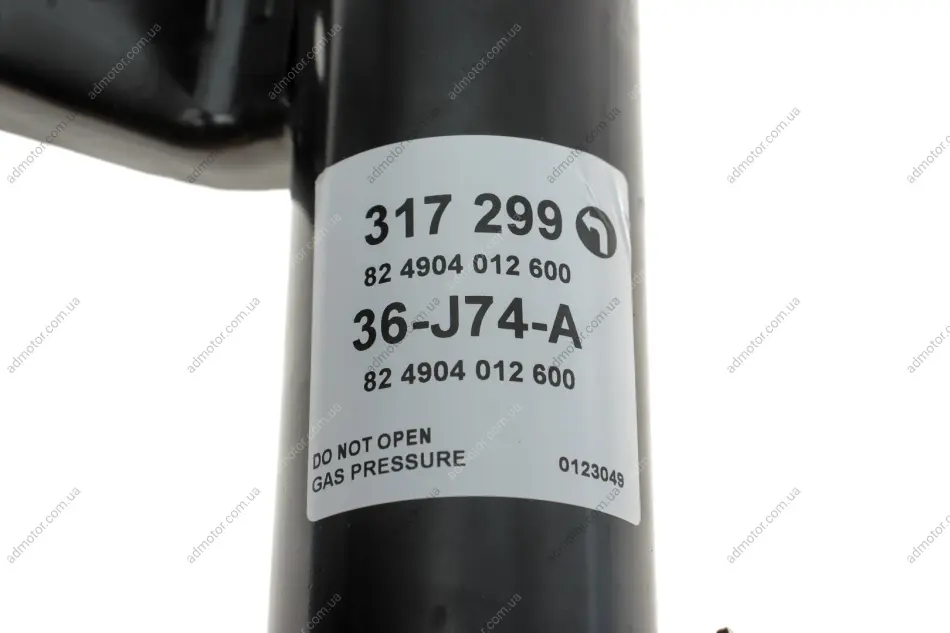 317 299
82 4904 012 600
36-J74-A
82 4904 012 600
DO NOT OPEN
GAS PRESSURE
0123049
admotor.com.ua